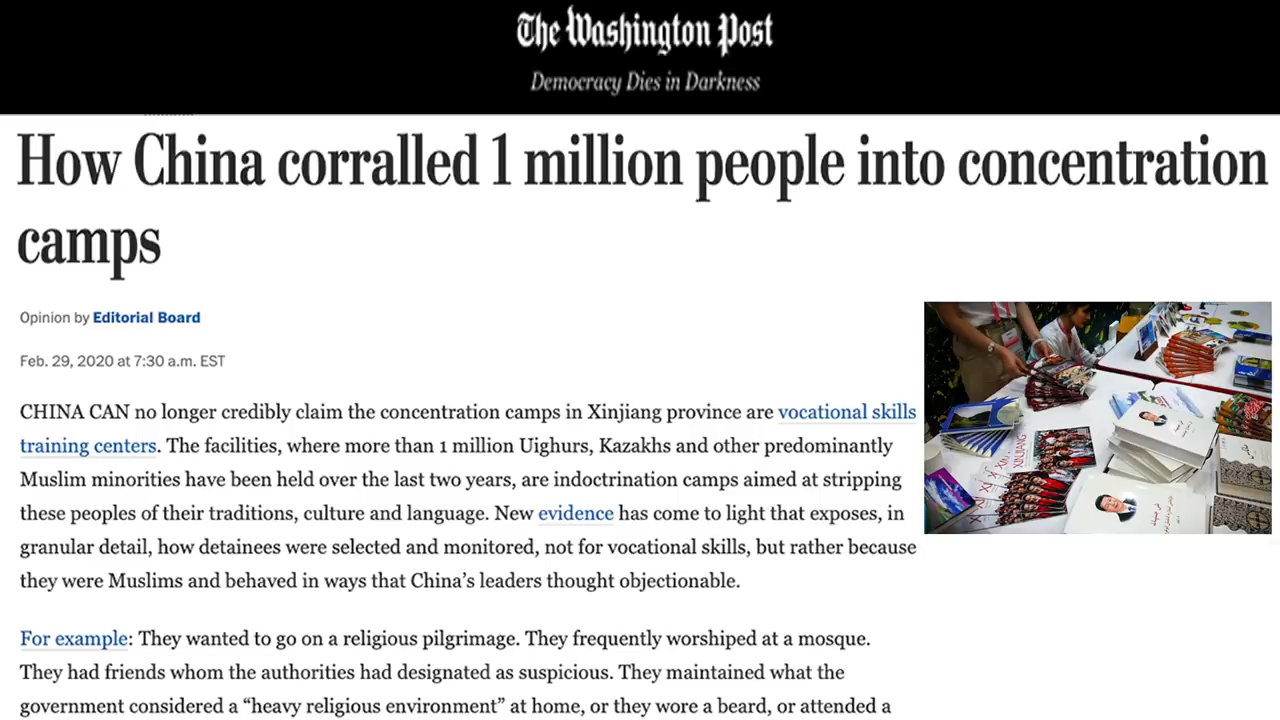 The Washington Post
Democracy Dies in Darkness
How China corralled 1 million people into concentration
camps
Opinion by Editorial Board
Feb. 29, 2020 at 7:30 a.m. EST
CHINA CAN no longer credibly claim the concentration camps in Xinjiang province are vocational skills
training centers. The facilities, where more than 1 million Uighurs, Kazakhs and other predominantly
Muslim minorities have been held over the last two years, are indoctrination camps aimed at stripping
these peoples of their traditions, culture and language. New evidence has come to light that exposes, in
granular detail, how detainees were selected and monitored, not for vocational skills, but rather because
they were Muslims and behaved in ways that China’s leaders thought objectionable.
For example: They wanted to go on a religious pilgrimage. They frequently worshiped at a mosque.
They had friends whom the authorities had designated as suspicious. They maintained what the
government considered a “heavy religious environment” at home, or they wore a beard, or attended a
XINJIANG